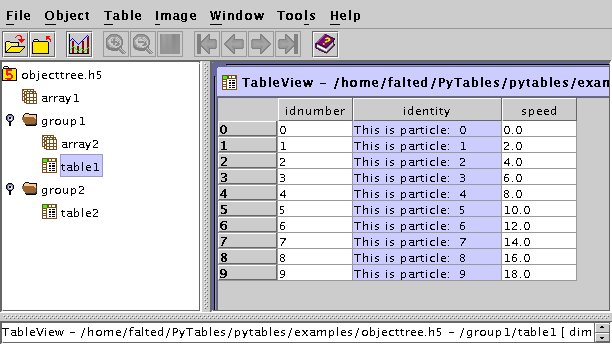 File Object Table Image Window Tools Help
5 objecttree.h5
array1
group1
array2
table1
group2
table2
TableView - /home/falted/PyTables/pytables/exam
idnumber identity speed
0 0 This is particle: 0 0.0
1 1 This is particle: 1 2.0
2 2 This is particle: 2 4.0
3 3 This is particle: 3 6.0
4 4 This is particle: 4 8.0
5 5 This is particle: 5 10.0
6 6 This is particle: 6 12.0
7 7 This is particle: 7 14.0
8 8 This is particle: 8 16.0
9 9 This is particle: 9 18.0
TableView - /home/falted/PyTables/pytables/examples/objecttree.h5 - /group1/table1 [ dim